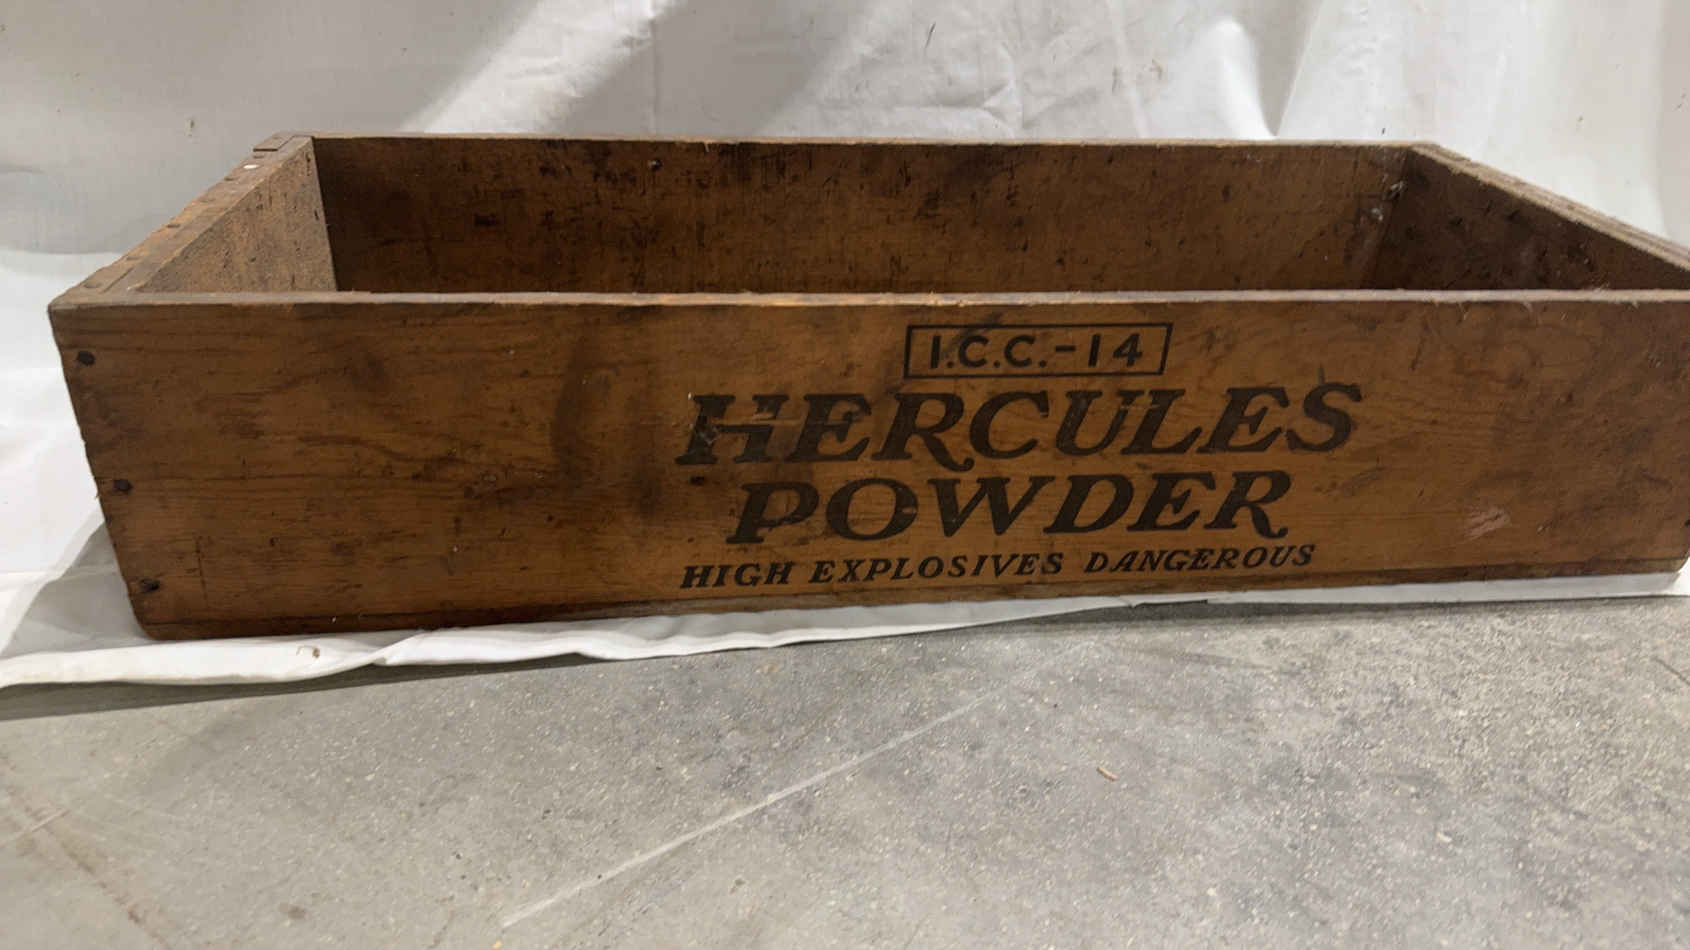 I.C.C.-14
HERCULES
POWDER
HIGH EXPLOSIVES DANGEROUS